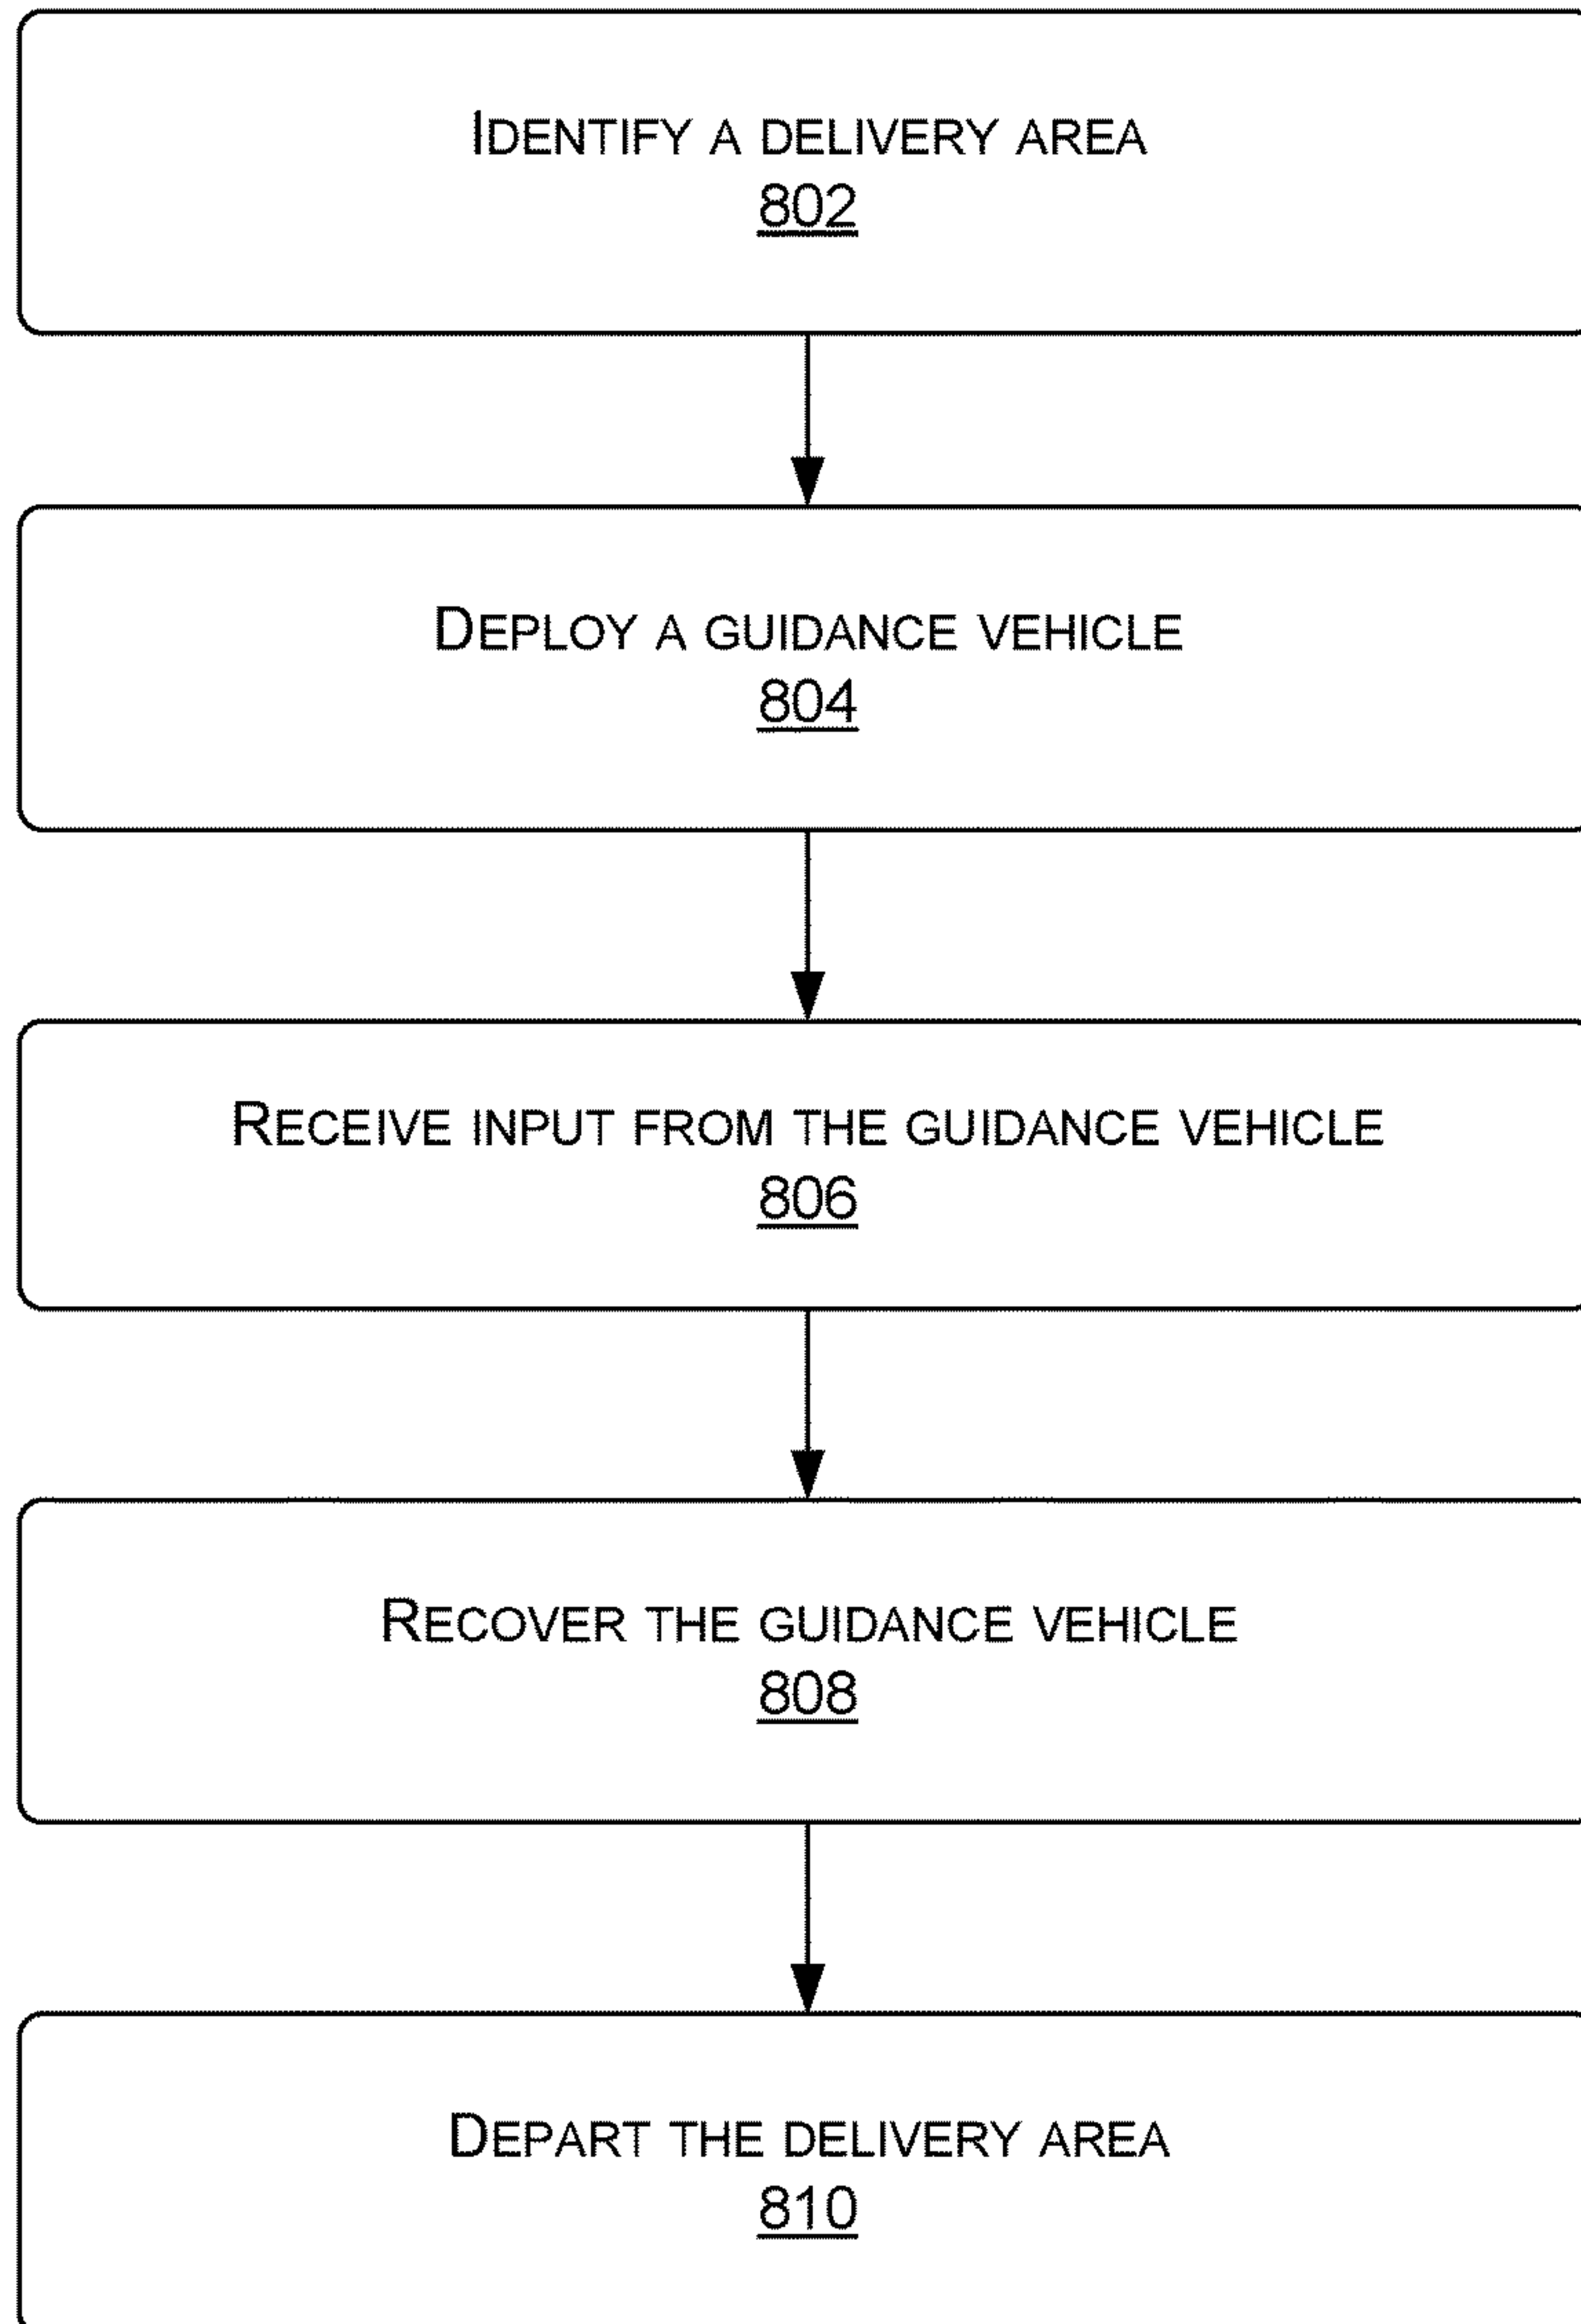 IDENTIFY A DELIVERY AREA
802
DEPLOY A GUIDANCE VEHICLE
804
RECEIVE INPUT FROM THE GUIDANCE VEHICLE
806
RECOVER THE GUIDANCE VEHICLE
808
DEPART THE DELIVERY AREA
810